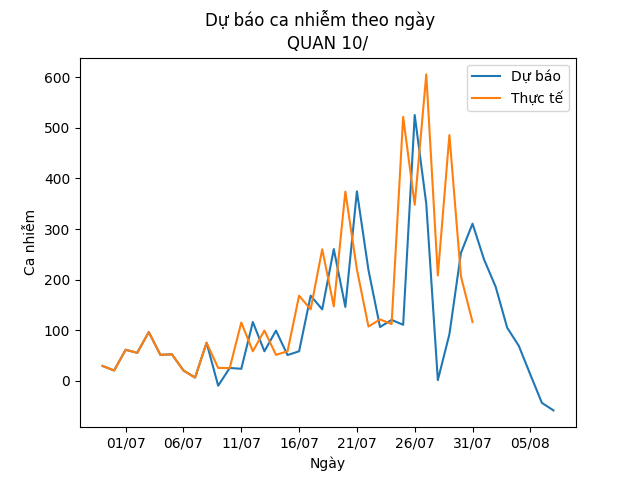 Dự báo ca nhiễm theo ngày
QUAN 10/
Dự báo
Thực tế
Ca nhiễm
600
500
400
300
200
100
0
01/07 06/07 11/07 16/07 21/07 26/07 31/07 05/08
Ngày